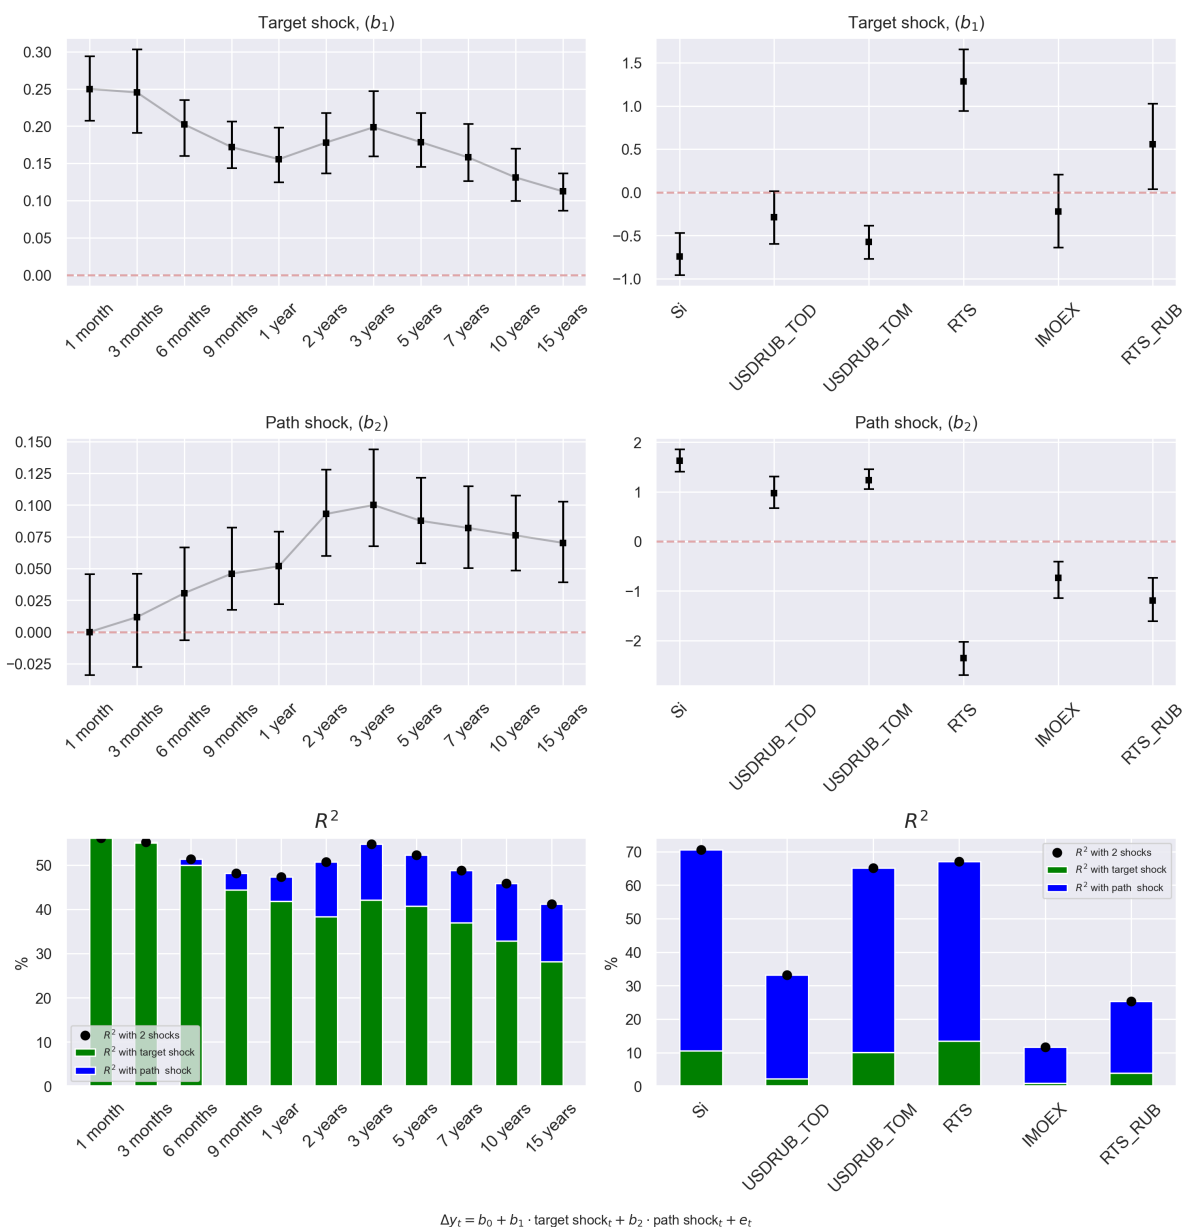 Target shock, (b₁)
0.30
0.25
0.20
0.15
0.10
0.05
0.00
1 month
3 months
6 months
9 months
1 year
2 years
3 years
5 years
7 years
10 years
15 years
Target shock, (b₁)
1.5
1.0
0.5
0.0
−0.5
−1.0
Si
USDRUB_TOD
USDRUB_TOM
RTS
IMOEX
RTS_RUB
Path shock, (b₂)
0.150
0.125
0.100
0.075
0.050
0.025
0.000
−0.025
1 month
3 months
6 months
9 months
1 year
2 years
3 years
5 years
7 years
10 years
15 years
Path shock, (b₂)
2
1
0
−1
−2
Si
USDRUB_TOD
USDRUB_TOM
RTS
IMOEX
RTS_RUB
R²
%
50
40
30
20
10
0
R² with 2 shocks
R² with target shock
R² with path shock
1 month
3 months
6 months
9 months
1 year
2 years
3 years
5 years
7 years
10 years
15 years
R²
%
70
60
50
40
30
20
10
0
R² with 2 shocks
R² with target shock
R² with path shock
Si
USDRUB_TOD
USDRUB_TOM
RTS
IMOEX
RTS_RUB
Δyₜ = b₀ + b₁ · target shockₜ + b₂ · path shockₜ + eₜ